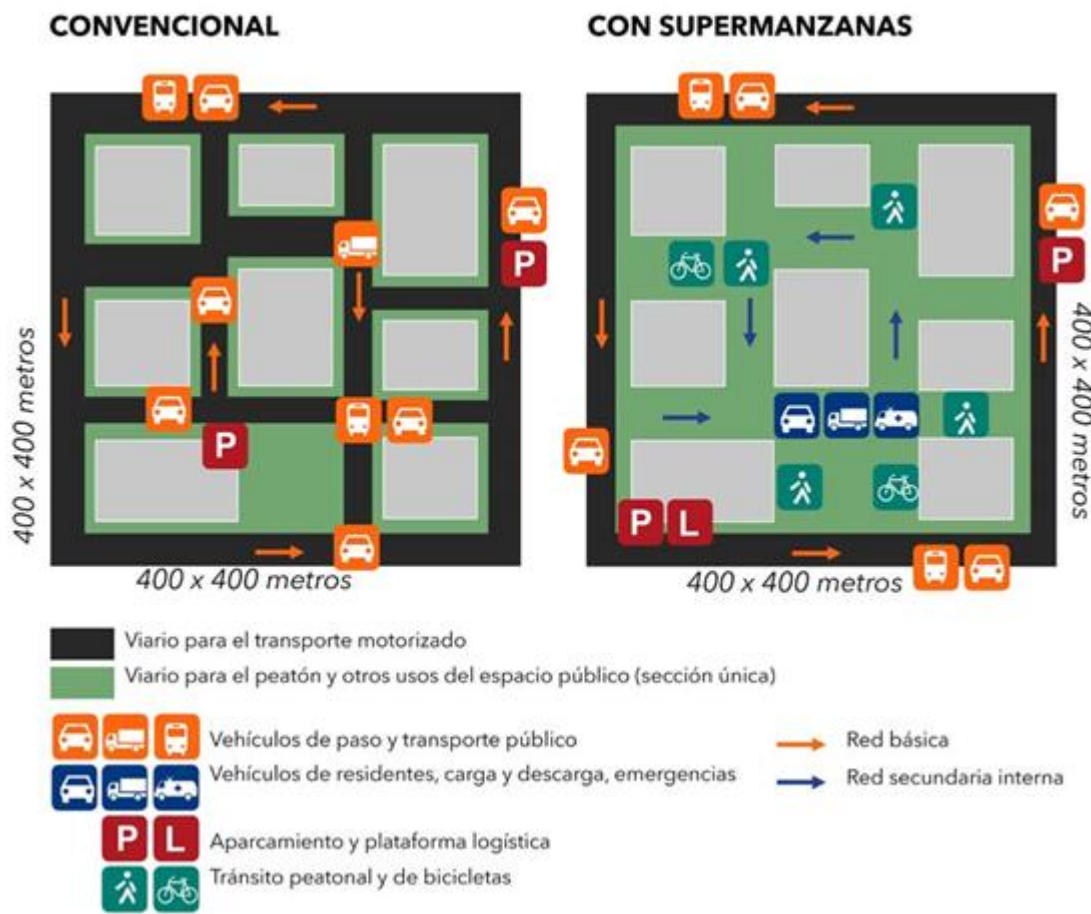 CONVENCIONAL
CON SUPERMANZANAS
P
P
400 x 400 metros
P
400 x 400 metros
P
400 x 400 metros
P L
400 x 400 metros
Viario para el transporte motorizado
Viario para el peatón y otros usos del espacio público (sección única)
Vehículos de paso y transporte público
Red básica
Vehículos de residentes, carga y descarga, emergencias
Red secundaria interna
P L
Aparcamiento y plataforma logística
Tránsito peatonal y de bicicletas